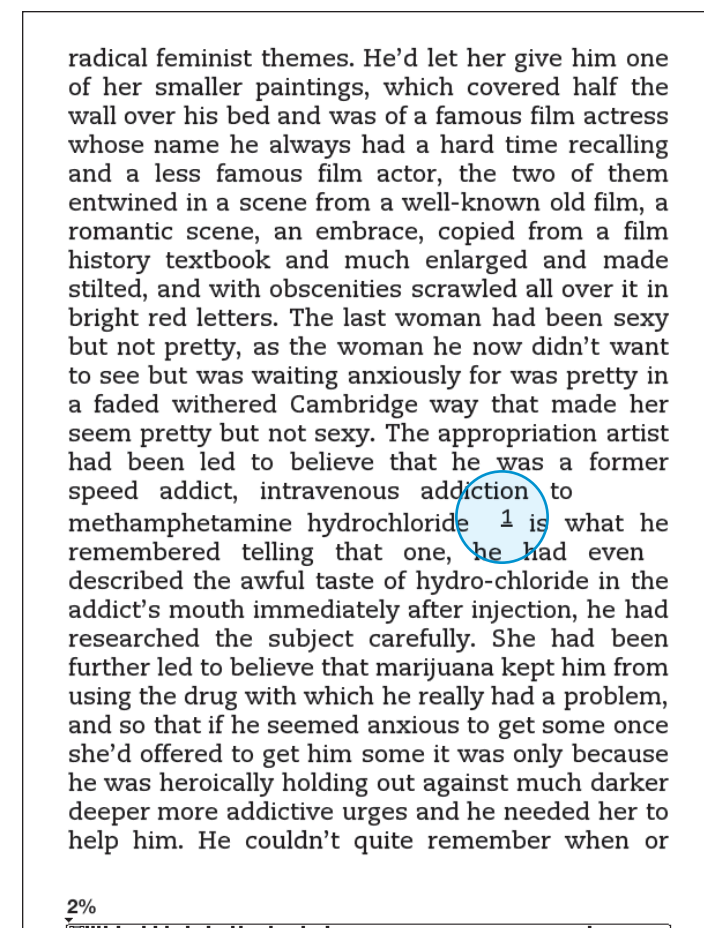 radical feminist themes. He’d let her give him one
of her smaller paintings, which covered half the
wall over his bed and was of a famous film actress
whose name he always had a hard time recalling
and a less famous film actor, the two of them
entwined in a scene from a well-known old film, a
romantic scene, an embrace, copied from a film
history textbook and much enlarged and made
stilted, and with obscenities scrawled all over it in
bright red letters. The last woman had been sexy
but not pretty, as the woman he now didn’t want
to see but was waiting anxiously for was pretty in
a faded withered Cambridge way that made her
seem pretty but not sexy. The appropriation artist
had been led to believe that he was a former
speed addict, intravenous addiction to
methamphetamine hydrochloride 1 is what he
remembered telling that one, he had even
described the awful taste of hydro-chloride in the
addict’s mouth immediately after injection, he had
researched the subject carefully. She had been
further led to believe that marijuana kept him from
using the drug with which he really had a problem,
and so that if he seemed anxious to get some once
she’d offered to get him some it was only because
he was heroically holding out against much darker
deeper more addictive urges and he needed her to
help him. He couldn’t quite remember when or
2%